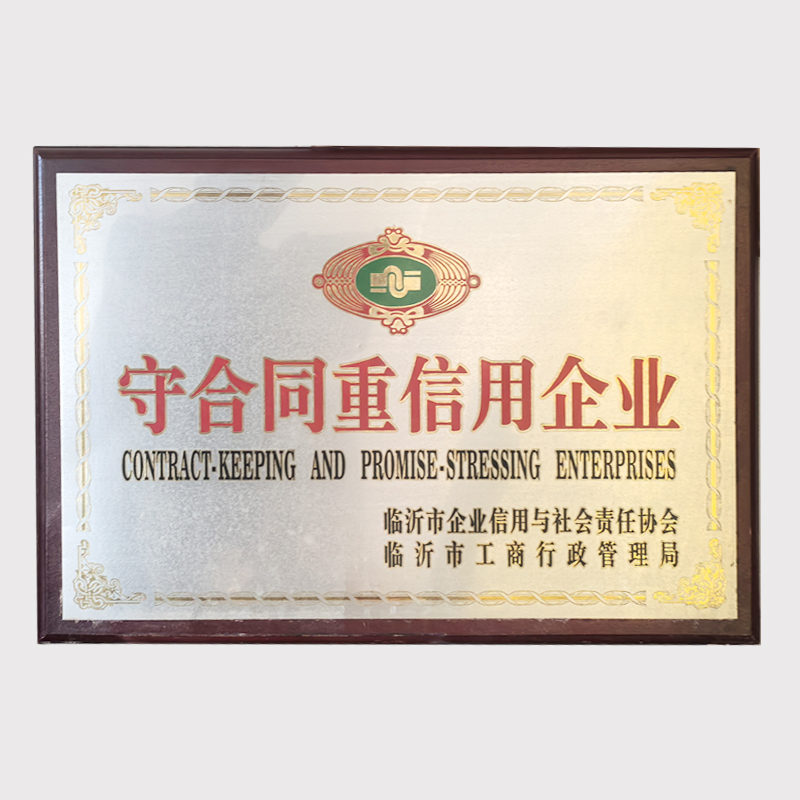 守合同重信用企业
CONTRACT-KEEPING AND PROMISE-STRESSING ENTERPRISES
临沂市企业信用与社会责任协会
临沂市工商行政管理局